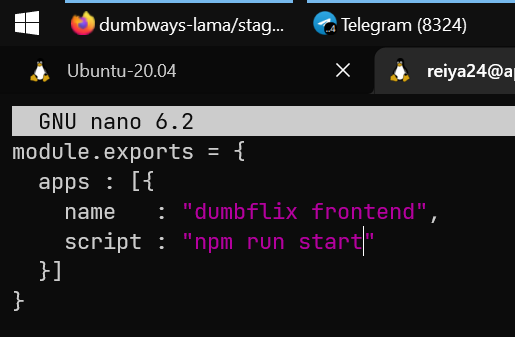 dumbways-lama/stag...
Telegram (8324)
Ubuntu-20.04
reiya24@a
GNU nano 6.2
module.exports = {
  apps : [{
    name   : "dumbflix frontend",
    script : "npm run start"
  }]
}